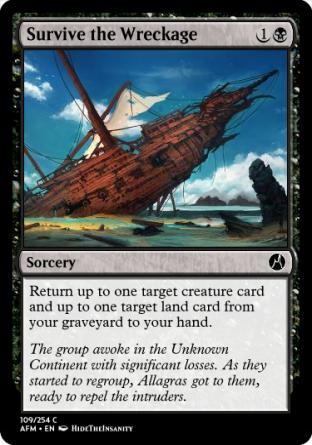 Survive the Wreckage 1
Sorcery
Return up to one target creature card
and up to one target land card from
your graveyard to your hand.
The group awoke in the Unknown
Continent with significant losses. As they
started to regroup, Allagras got to them,
ready to repel the intruders.
109/254 C
AFM • EN HideTheInsanity